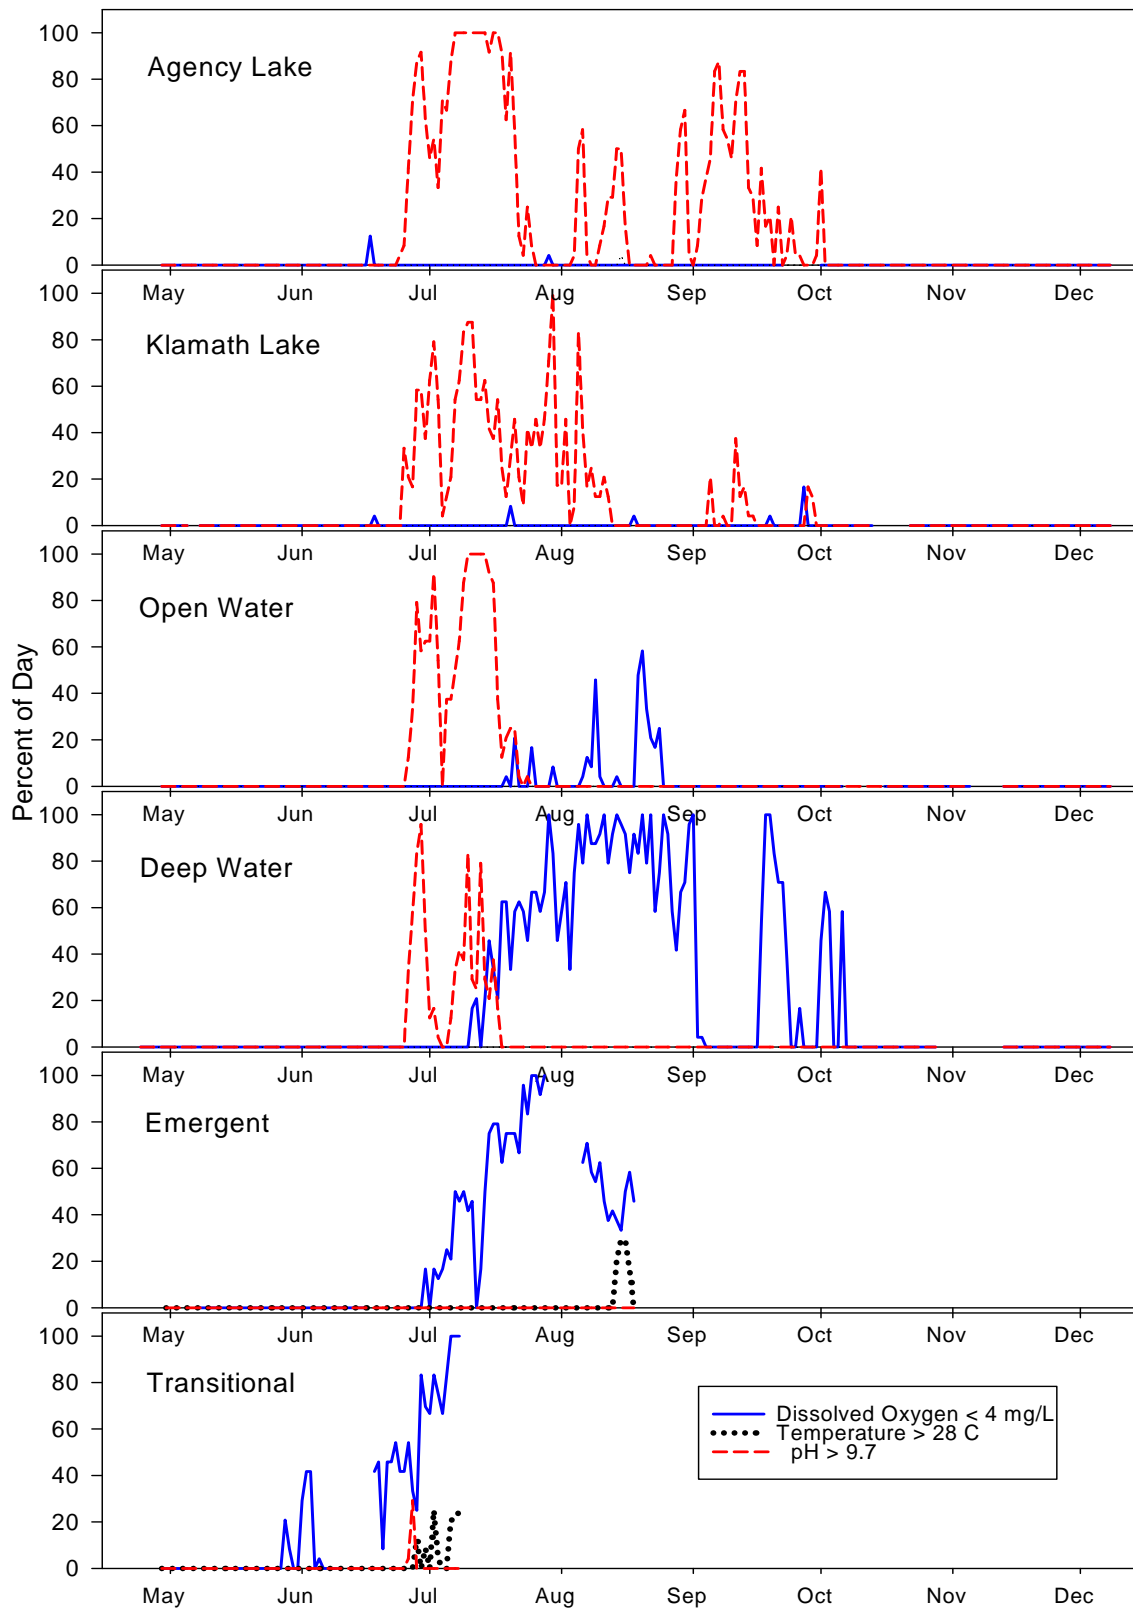 Percent of Day
100
80
60
40
20
0
Agency Lake
May Jun Jul Aug Sep Oct Nov Dec
100
80
60
40
20
0
Klamath Lake
May Jun Jul Aug Sep Oct Nov Dec
100
80
60
40
20
0
Open Water
May Jun Jul Aug Sep Oct Nov Dec
100
80
60
40
20
0
Deep Water
May Jun Jul Aug Sep Oct Nov Dec
100
80
60
40
20
0
Emergent
May Jun Jul Aug Sep Oct Nov Dec
100
80
60
40
20
0
Transitional
Dissolved Oxygen < 4 mg/L
Temperature > 28 C
pH > 9.7
May Jun Jul Aug Sep Oct Nov Dec